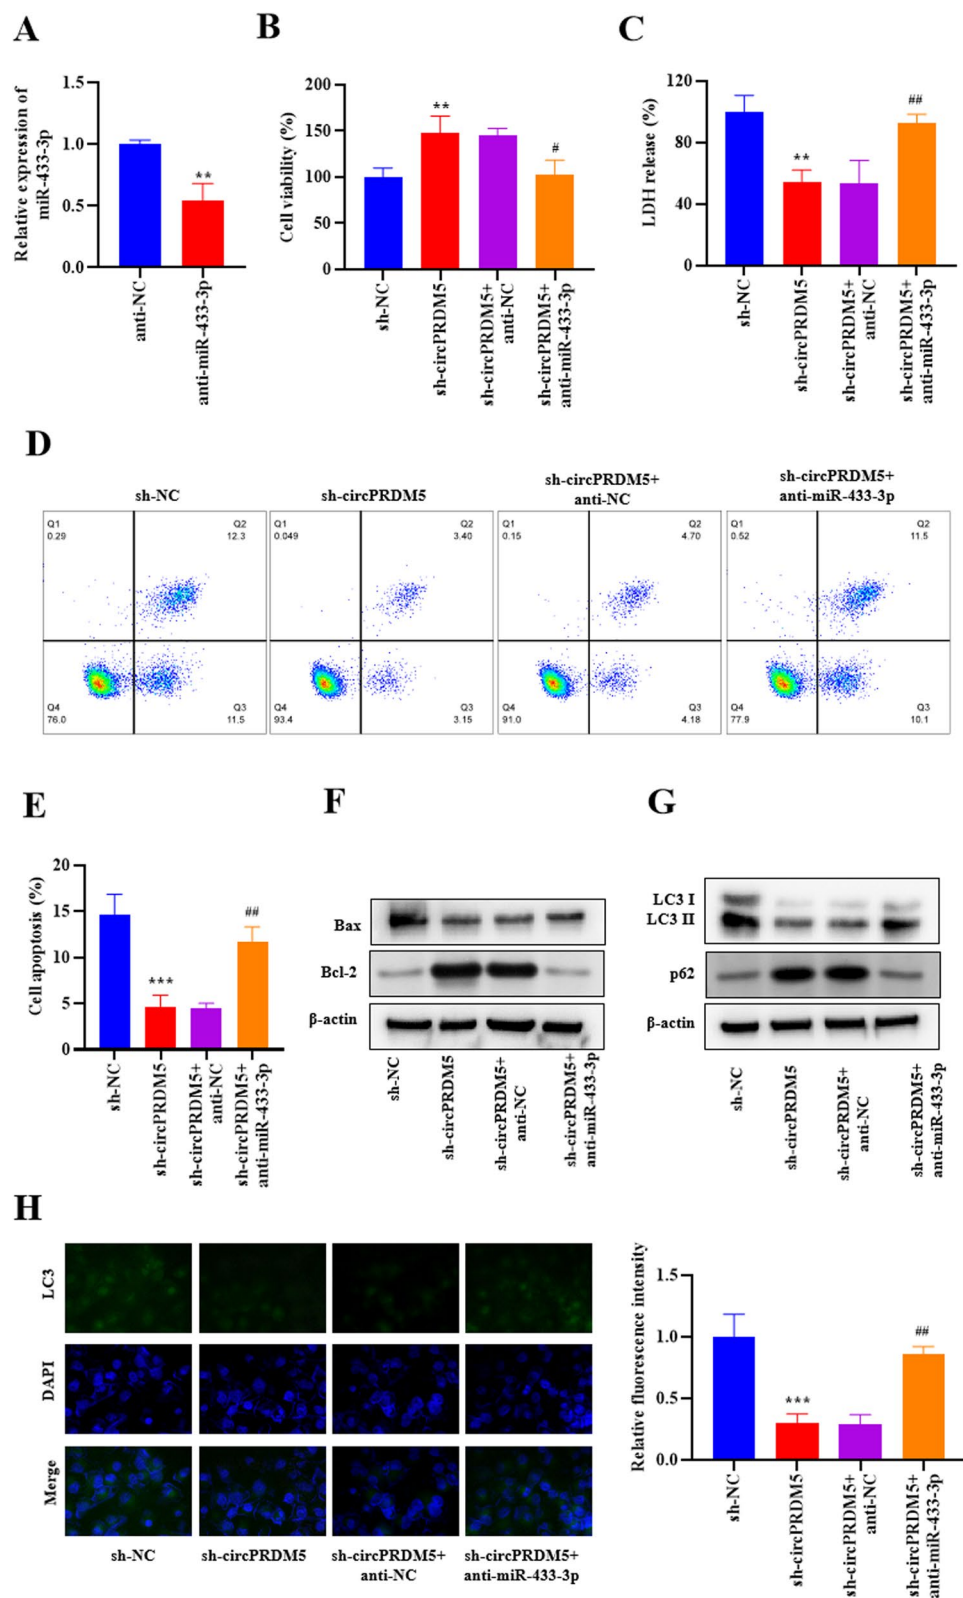 A
Relative expression of
miR-433-3p
1.5
1.0
0.5
0.0
**
anti-NC
anti-miR-433-3p
B
Cell viability (%)
200
150
100
50
0
**
#
sh-NC
sh-circPRDM5
sh-circPRDM5+
anti-NC
sh-circPRDM5+
anti-miR-433-3p
C
LDH release (%)
120
80
40
0
**
##
sh-NC
sh-circPRDM5
sh-circPRDM5+
anti-NC
sh-circPRDM5+
anti-miR-433-3p
D
sh-NC
Q1
0.29
Q2
12.3
Q4
76.0
Q3
11.5
sh-circPRDM5
Q1
0.049
Q2
3.40
Q4
93.4
Q3
3.15
sh-circPRDM5+
anti-NC
Q1
0.15
Q2
4.70
Q4
91.0
Q3
4.18
sh-circPRDM5+
anti-miR-433-3p
Q1
0.52
Q2
11.5
Q4
77.9
Q3
10.1
E
Cell apoptosis (%)
20
15
10
5
0
***
##
sh-NC
sh-circPRDM5
sh-circPRDM5+
anti-NC
sh-circPRDM5+
anti-miR-433-3p
F
Bax
Bcl-2
β-actin
sh-NC
sh-circPRDM5
sh-circPRDM5+
anti-NC
sh-circPRDM5+
anti-miR-433-3p
G
LC3 I
LC3 II
p62
β-actin
sh-NC
sh-circPRDM5
sh-circPRDM5+
anti-NC
sh-circPRDM5+
anti-miR-433-3p
H
LC3
DAPI
Merge
sh-NC
sh-circPRDM5
sh-circPRDM5+
anti-NC
sh-circPRDM5+
anti-miR-433-3p
Relative fluorescence intensity
1.5
1.0
0.5
0.0
***
##
sh-NC
sh-circPRDM5
sh-circPRDM5+
anti-NC
sh-circPRDM5+
anti-miR-433-3p